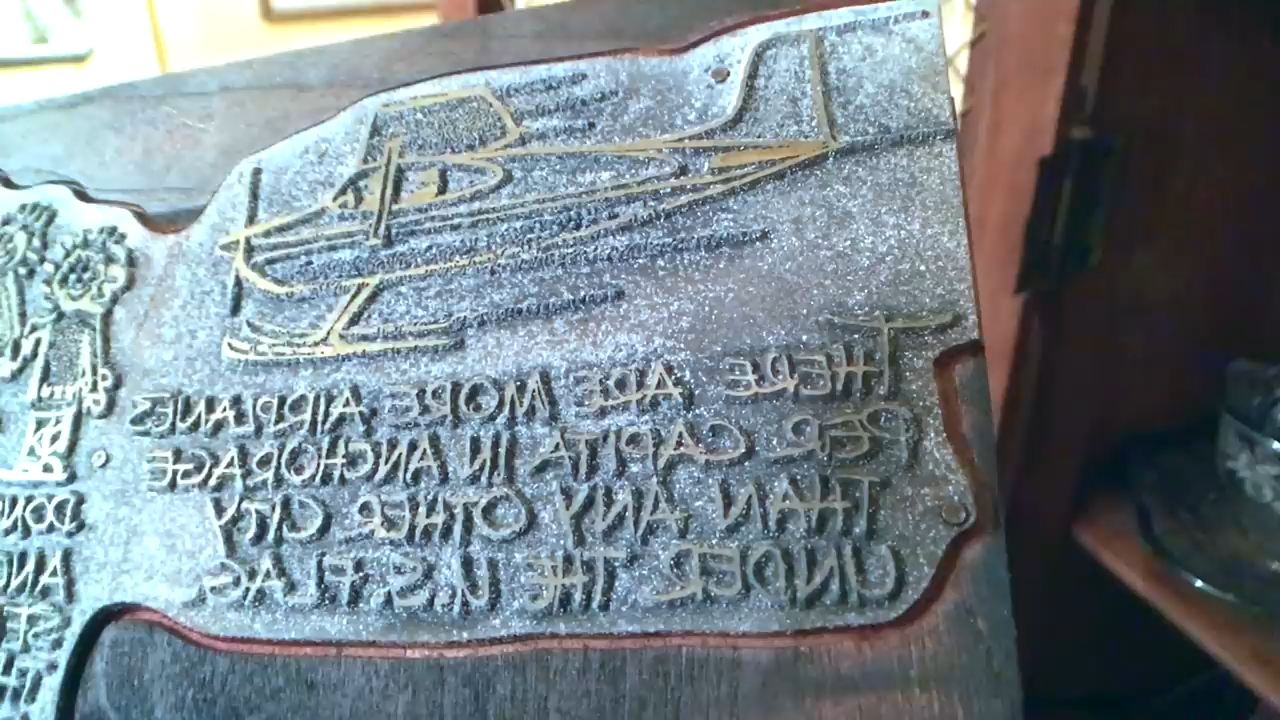 THERE ARE MORE AIRPLANES
PER CAPITA IN ANCHORAGE
THAN ANY OTHER CITY
UNDER THE U.S. FLAG.